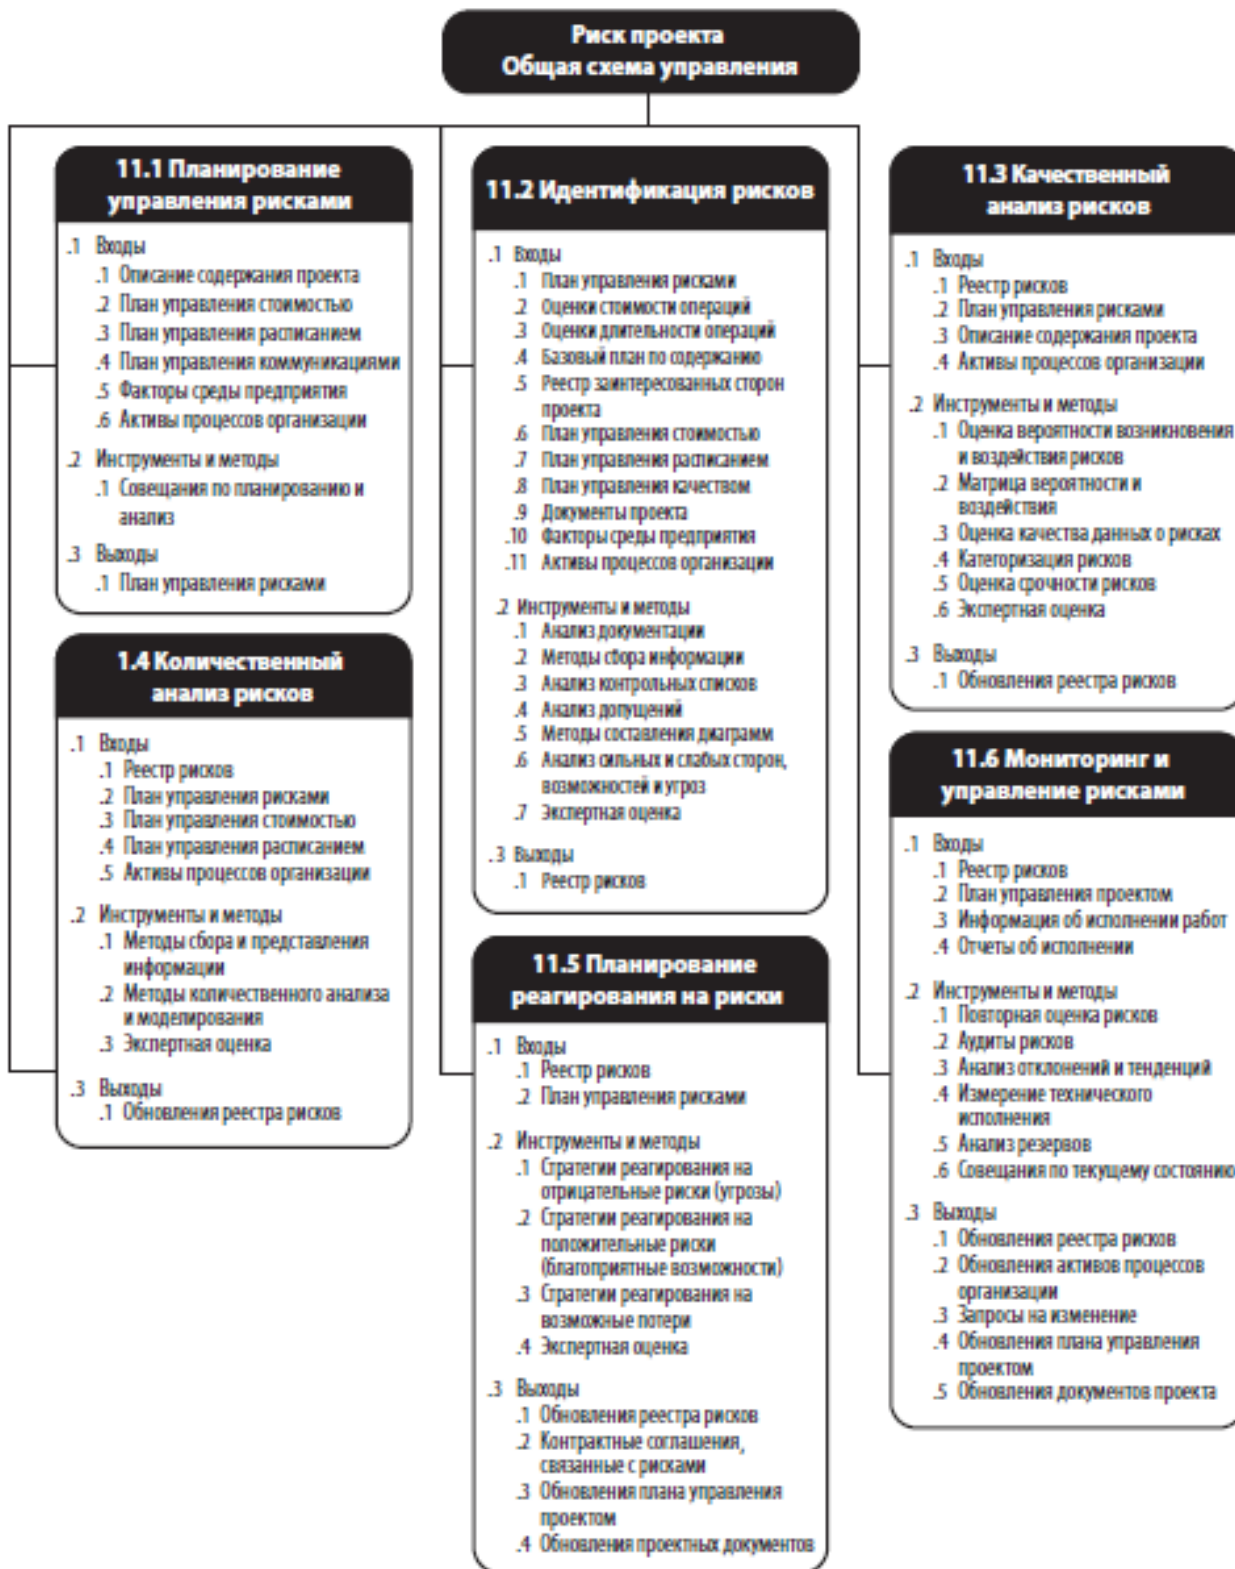 Риск проекта
Общая схема управления
11.1 Планирование
управления рисками
.1 Входы
.1 Описание содержания проекта
.2 План управления стоимостью
.3 План управления расписанием
.4 План управления коммуникациями
.5 Факторы среды предприятия
.6 Активы процессов организации
.2 Инструменты и методы
.1 Совещания по планированию и
анализ
.3 Выходы
.1 План управления рисками
11.2 Идентификация рисков
.1 Входы
.1 План управления рисками
.2 Оценки стоимости операций
.3 Оценки длительности операций
.4 Базовый план по содержанию
.5 Реестр заинтересованных сторон
проекта
.6 План управления стоимостью
.7 План управления расписанием
.8 План управления качеством
.9 Документы проекта
.10 Факторы среды предприятия
.11 Активы процессов организации
.2 Инструменты и методы
.1 Анализ документации
.2 Методы сбора информации
.3 Анализ контрольных списков
.4 Анализ допущений
.5 Методы составления диаграмм
.6 Анализ сильных и слабых сторон,
возможностей и угроз
.7 Экспертная оценка
.3 Выходы
.1 Реестр рисков
11.3 Качественный
анализ рисков
.1 Входы
.1 Реестр рисков
.2 План управления рисками
.3 Описание содержания проекта
.4 Активы процессов организации
.2 Инструменты и методы
.1 Оценка вероятности возникновения
и воздействия рисков
.2 Матрица вероятности и
воздействия
.3 Оценка качества данных о рисках
.4 Категоризация рисков
.5 Оценка срочности рисков
.6 Экспертная оценка
.3 Выходы
.1 Обновления реестра рисков
1.4 Количественный
анализ рисков
.1 Входы
.1 Реестр рисков
.2 План управления рисками
.3 План управления стоимостью
.4 План управления расписанием
.5 Активы процессов организации
.2 Инструменты и методы
.1 Методы сбора и представления
информации
.2 Методы количественного анализа
и моделирования
.3 Экспертная оценка
.3 Выходы
.1 Обновления реестра рисков
11.5 Планирование
реагирования на риски
.1 Входы
.1 Реестр рисков
.2 План управления рисками
.2 Инструменты и методы
.1 Стратегии реагирования на
отрицательные риски (угрозы)
.2 Стратегии реагирования на
положительные риски
(благоприятные возможности)
.3 Стратегии реагирования на
возможные потери
.4 Экспертная оценка
.3 Выходы
.1 Обновления реестра рисков
.2 Контрактные соглашения,
связанные с рисками
.3 Обновления плана управления
проектом
.4 Обновления проектных документов
11.6 Мониторинг и
управление рисками
.1 Входы
.1 Реестр рисков
.2 План управления проектом
.3 Информация об исполнении работ
.4 Отчеты об исполнении
.2 Инструменты и методы
.1 Повторная оценка рисков
.2 Аудиты рисков
.3 Анализ отклонений и тенденций
.4 Измерение технического
исполнения
.5 Анализ резервов
.6 Совещания по текущему состоянию
.3 Выходы
.1 Обновления реестра рисков
.2 Обновления активов процессов
организации
.3 Запросы на изменение
.4 Обновления плана управления
проектом
.5 Обновления документов проекта